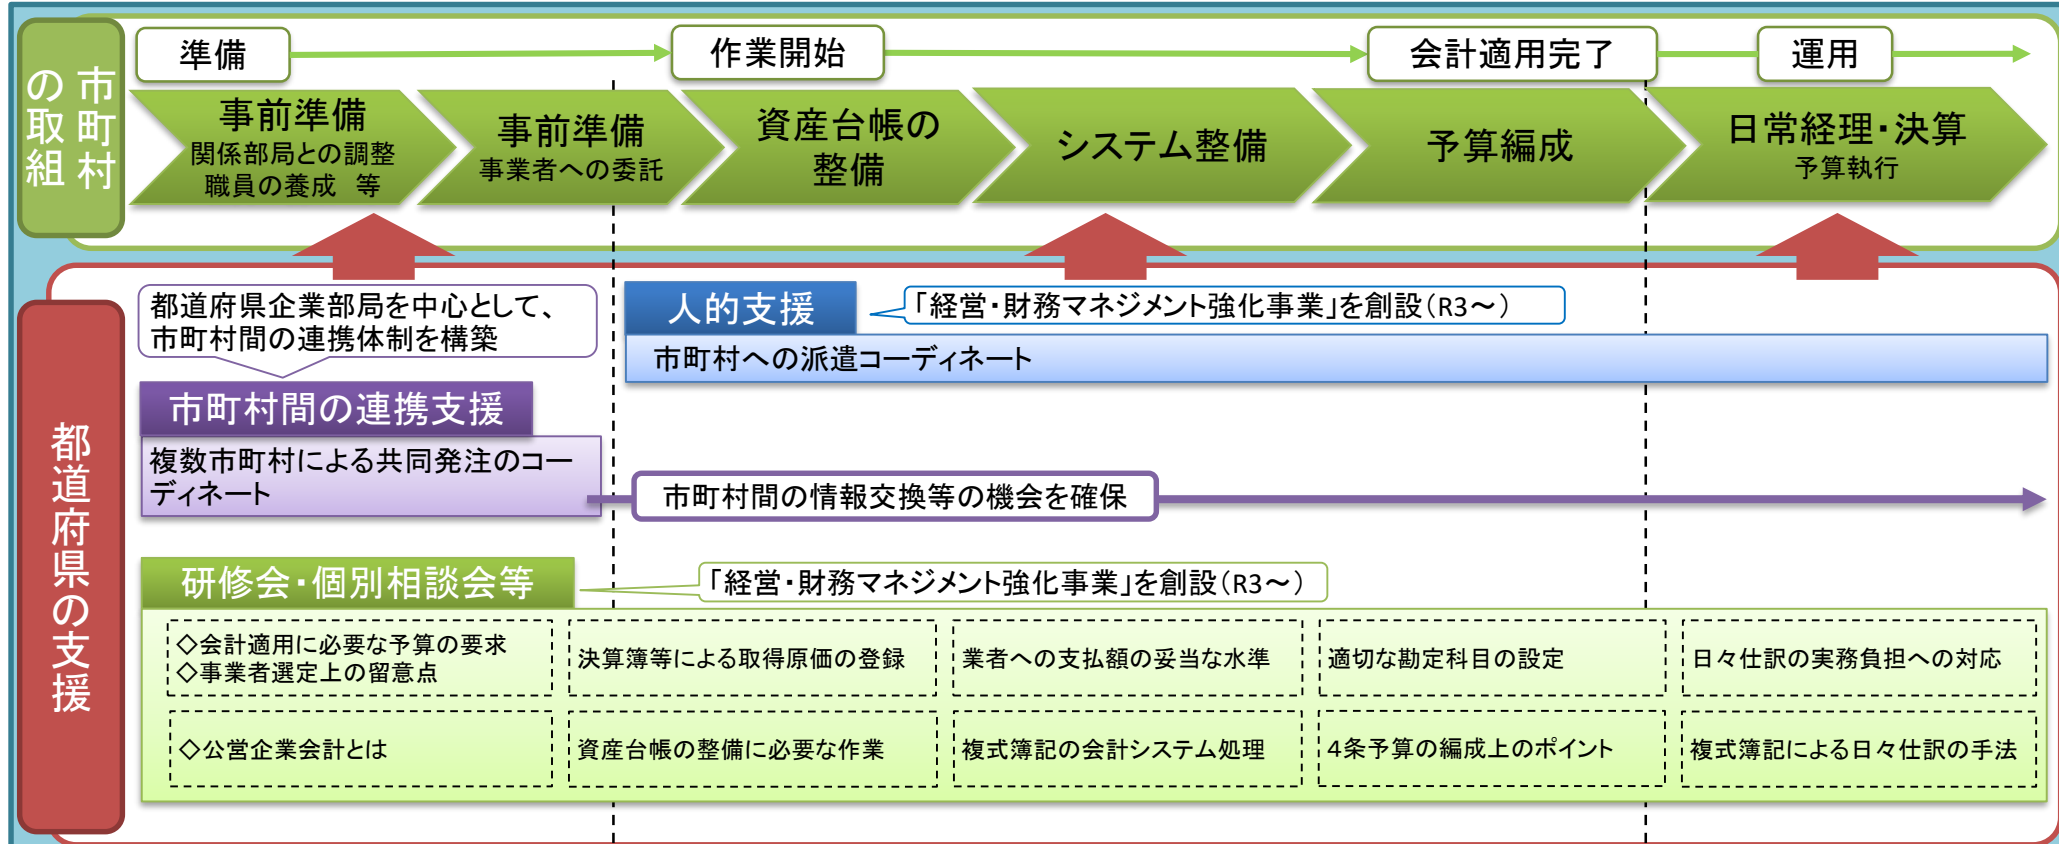 市町村
の取組
準備
作業開始
会計適用完了
運用
事前準備
関係部局との調整
職員の養成　等
事前準備
事業者への委託
資産台帳の
整備
システム整備
予算編成
日常経理・決算
予算執行
都道府県の支援
都道府県企業部局を中心として、
市町村間の連携体制を構築
人的支援
「経営・財務マネジメント強化事業」を創設（R3～）
市町村への派遣コーディネート
市町村間の連携支援
複数市町村による共同発注のコー
ディネート
市町村間の情報交換等の機会を確保
研修会・個別相談会等
「経営・財務マネジメント強化事業」を創設（R3～）
◇会計適用に必要な予算の要求
◇事業者選定上の留意点
決算簿等による取得原価の登録
業者への支払額の妥当な水準
適切な勘定科目の設定
日々仕訳の実務負担への対応
◇公営企業会計とは
資産台帳の整備に必要な作業
複式簿記の会計システム処理
４条予算の編成上のポイント
複式簿記による日々仕訳の手法